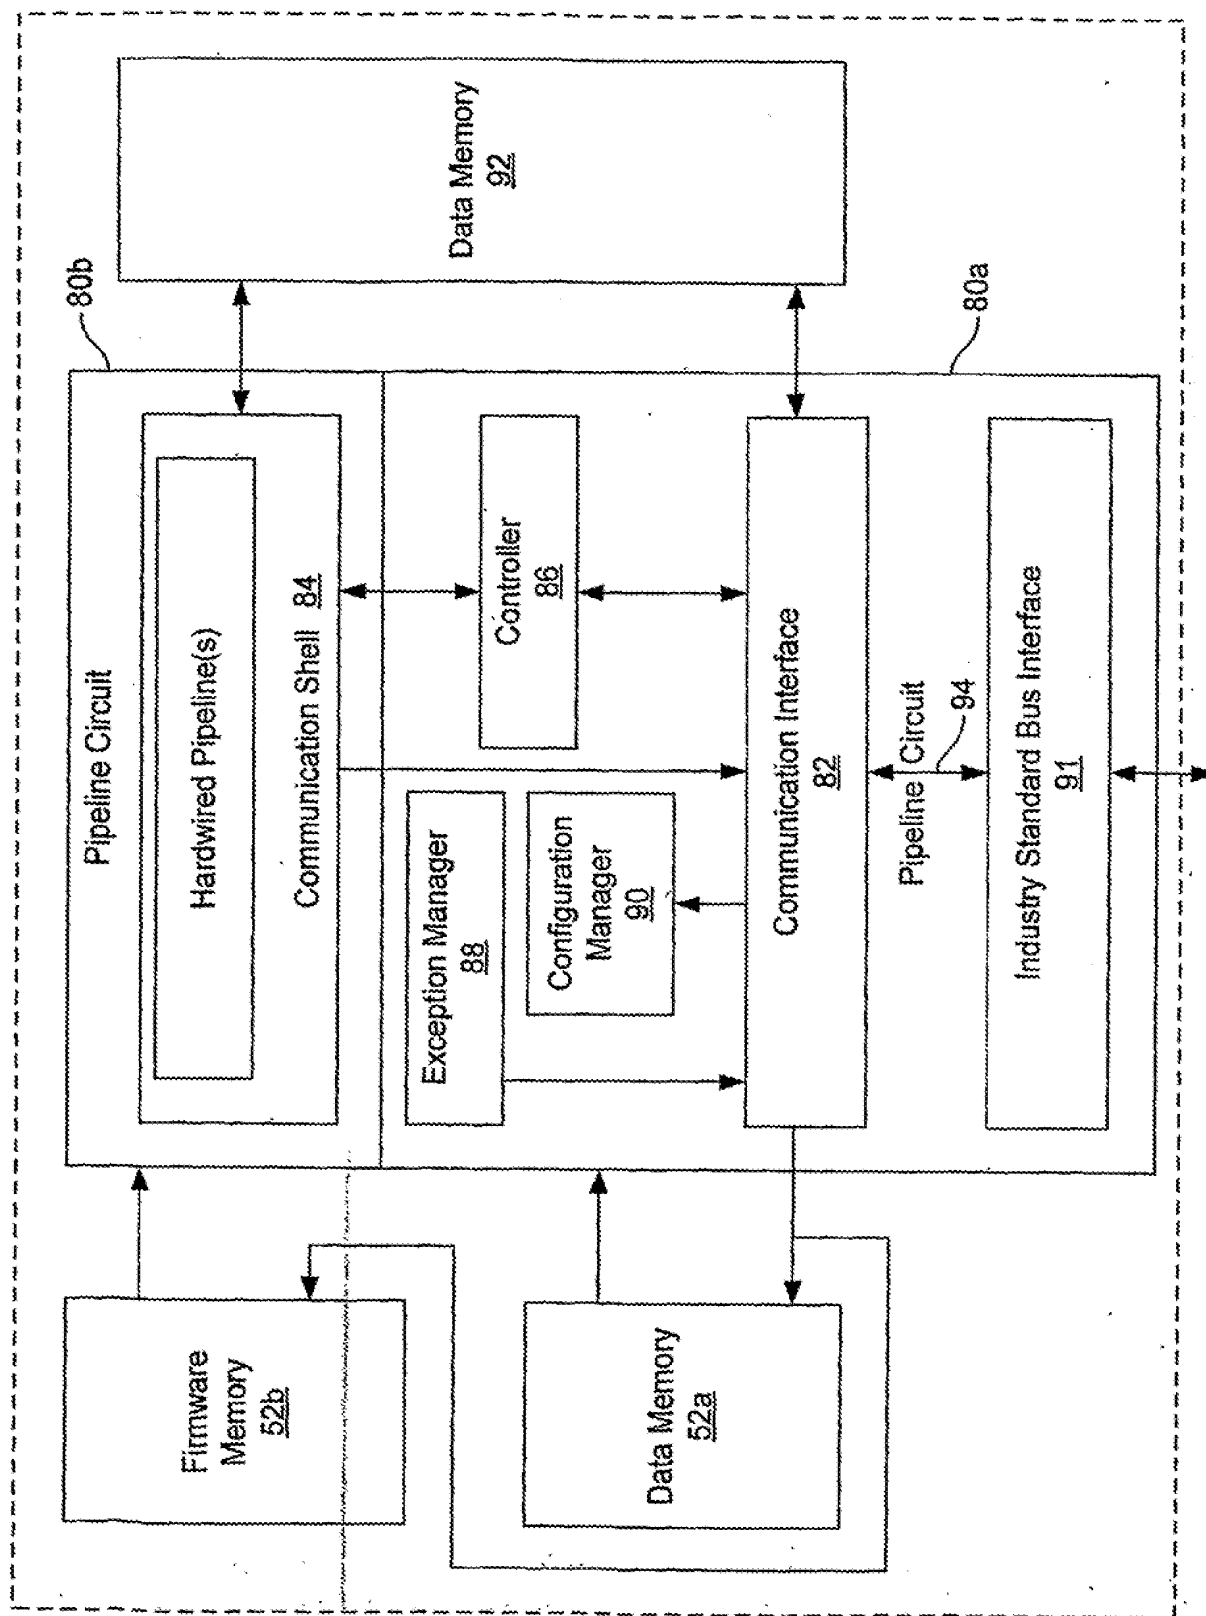 80b
Pipeline Circuit
Hardwired Pipeline(s)
Communication Shell 84
Firmware
Memory
52b
Data Memory
92
Exception Manager
88
Controller
86
Configuration
Manager
90
Data Memory
52a
Communication Interface
82
80a
Pipeline Circuit
94
Industry Standard Bus Interface
91